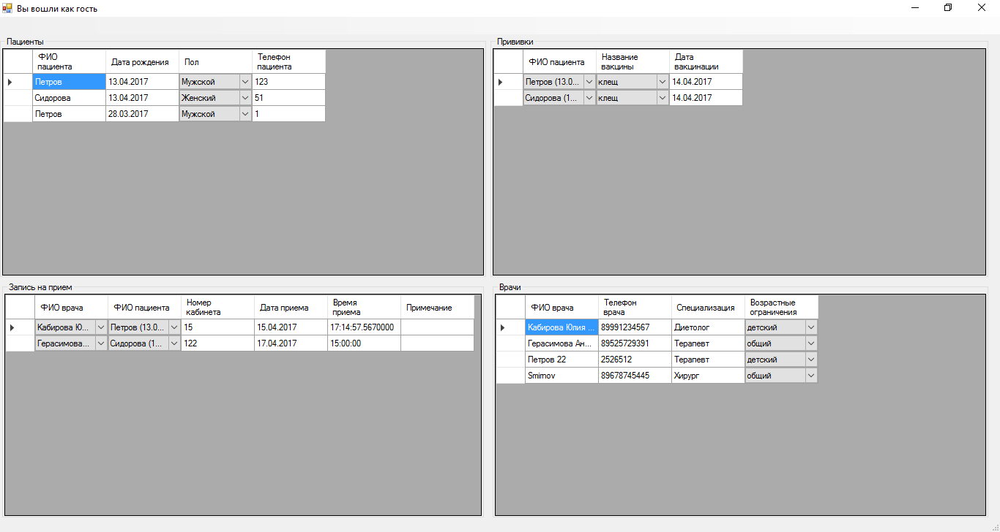 Вы вошли как гость
Пациенты
ФИО пациента Дата рождения Пол Телефон пациента
Петров 13.04.2017 Мужской 123
Сидорова 13.04.2017 Женский 51
Петров 28.03.2017 Мужской 1
Прививки
ФИО пациента Название вакцины Дата вакцинации
Петров (13.0... клещ 14.04.2017
Сидорова (1... клещ 14.04.2017
Запись на прием
ФИО врача ФИО пациента Номер кабинета Дата приема Время приема Примечание
Кабирова Ю... Петров (13.0... 15 15.04.2017 17:14:57.5670000
Герасимова... Сидорова (1... 122 17.04.2017 15:00:00
Врачи
ФИО врача Телефон врача Специализация Возрастные ограничения
Кабирова Юлия ... 89991234567 Диетолог детский
Герасимова Ан... 89525729391 Терапевт общий
Петров 22 2526512 Терапевт детский
Smirnov 89678745445 Хирург общий